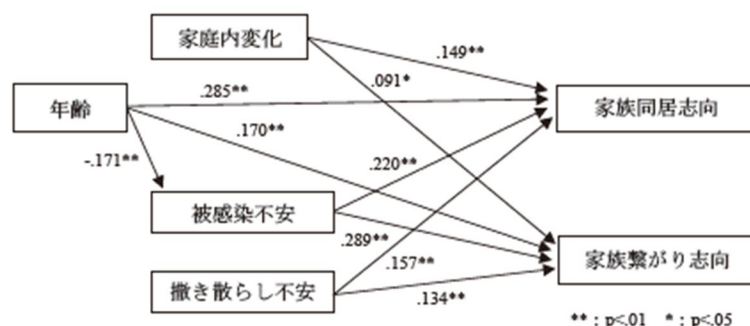 家庭内変化
.149**
.091*
年齢
.285**
家族同居志向
.170**
-.171**
.220**
被感染不安
.289**
家族繋がり志向
.157**
撒き散らし不安
.134**
**：p<.01 *：p<.05